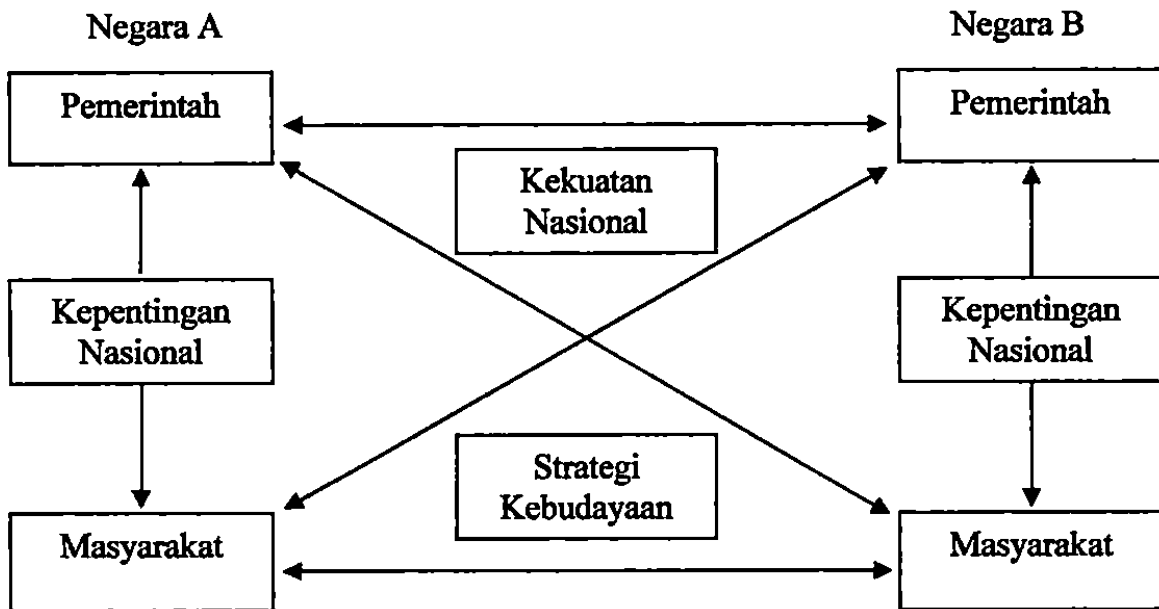 Negara A
Negara B
Pemerintah
Pemerintah
Kekuatan
Nasional
Kepentingan
Nasional
Kepentingan
Nasional
Strategi
Kebudayaan
Masyarakat
Masyarakat